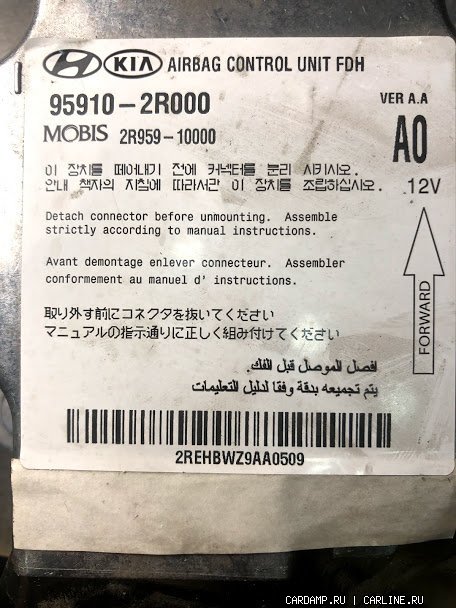 HYUNDAI KIA AIRBAG CONTROL UNIT FDH
95910-2R000 VER A.A
MOBIS 2R959-10000 A0
이 장치를 떼어내기 전에 커넥터를 분리 시키시오.
안내 책자의 지침에 따라서만 이 장치를 조립하십시오. 12V
Detach connector before unmounting. Assemble
strictly according to manual instructions.
Avant demontage enlever connecteur. Assembler
conformement au manuel d' instructions.
FORWARD
取り外す前にコネクタを抜いてください
マニュアルの指示通りに正しく組み付けてください
افصل الموصل قبل الفك.
يتم تجميعه بدقة وفقا لدليل التعليمات
2REHBWZ9AA0509
CARDAMP.RU | CARLINE.RU